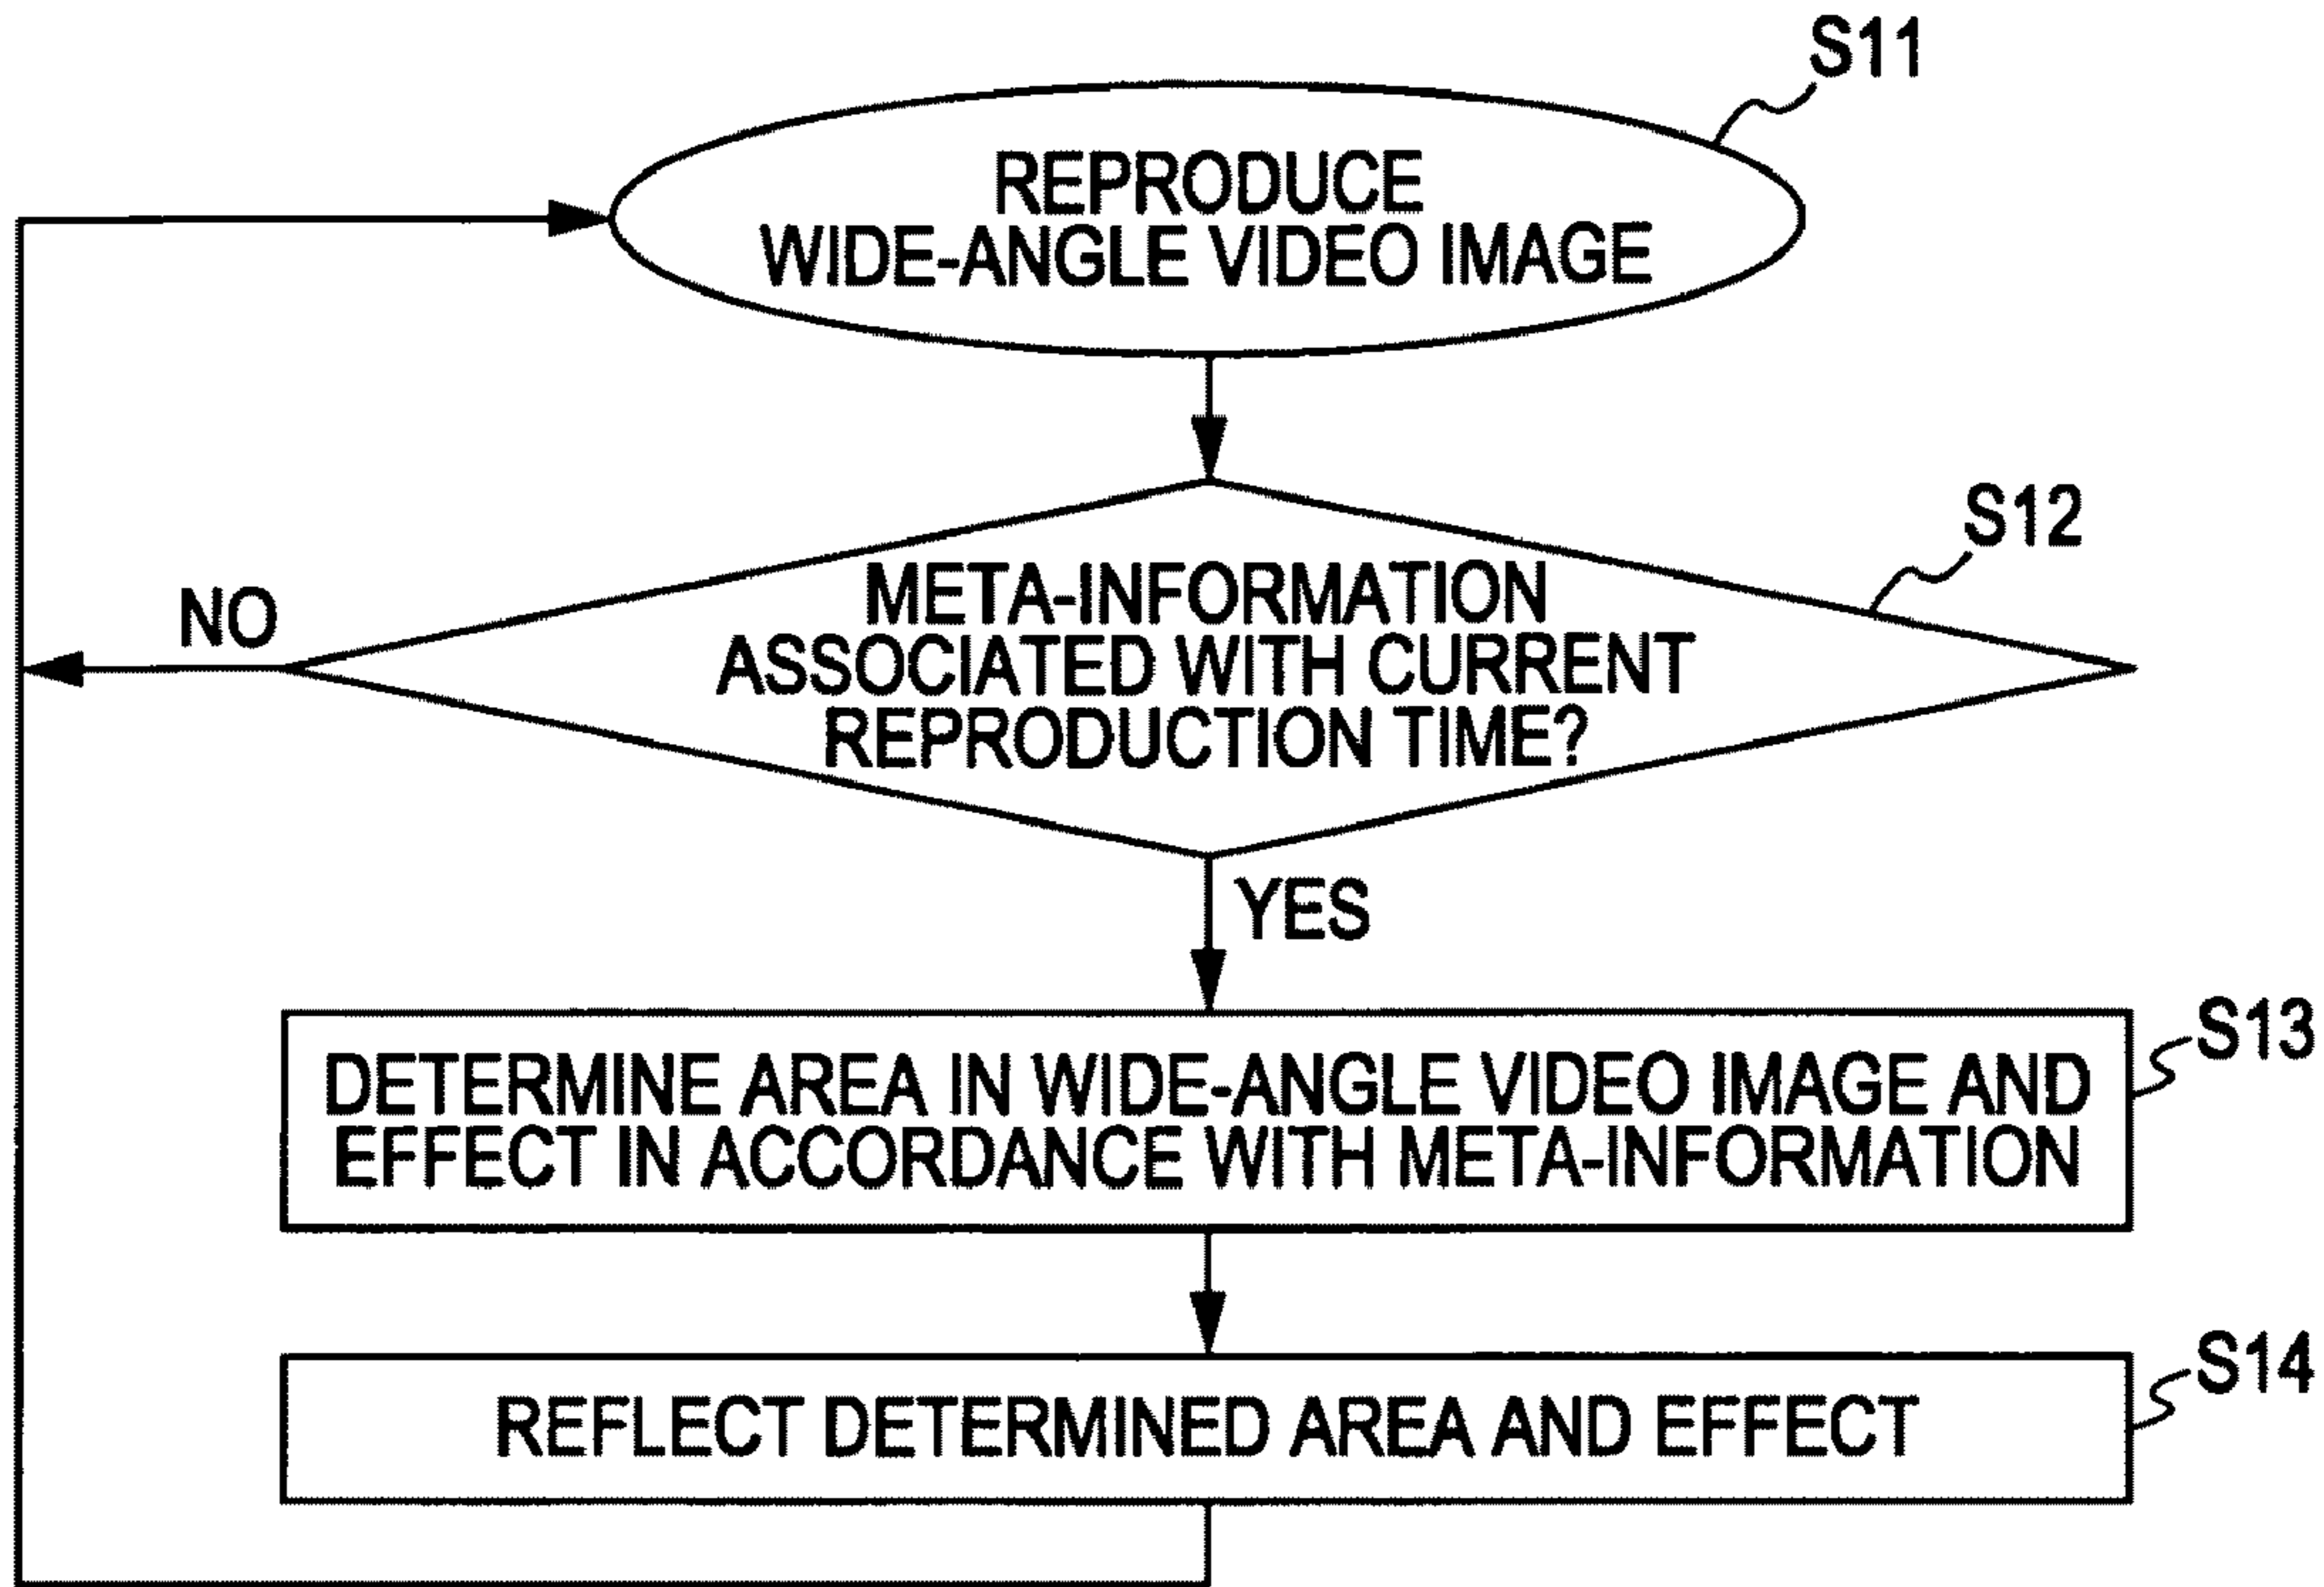 S11
REPRODUCE
WIDE-ANGLE VIDEO IMAGE
S12
META-INFORMATION
ASSOCIATED WITH CURRENT
REPRODUCTION TIME?
NO
YES
S13
DETERMINE AREA IN WIDE-ANGLE VIDEO IMAGE AND
EFFECT IN ACCORDANCE WITH META-INFORMATION
S14
REFLECT DETERMINED AREA AND EFFECT